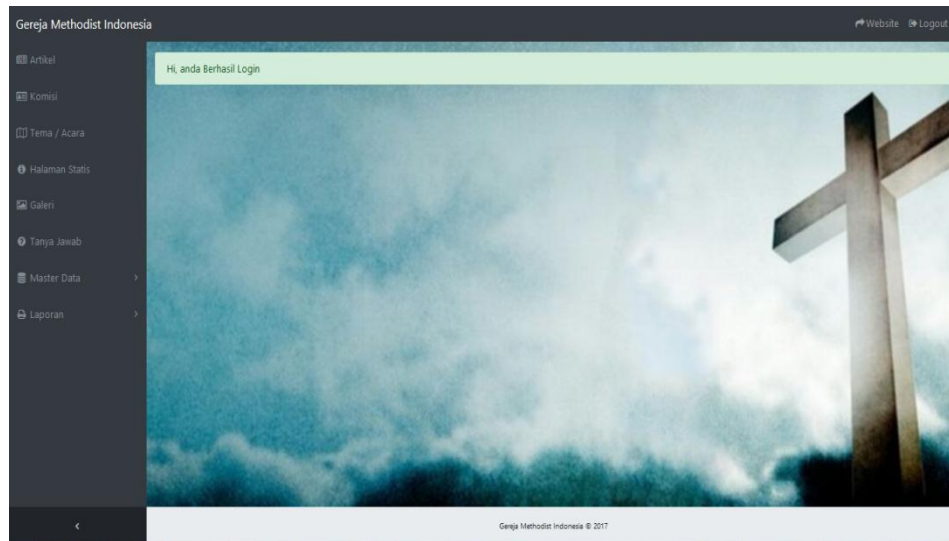 Gereja Methodist Indonesia
Website Logout
Artikel
Hi, anda Berhasil Login
Komisi
Tema / Acara
Halaman Statis
Galeri
Tanya Jawab
Master Data
Laporan
Gereja Methodist Indonesia © 2017